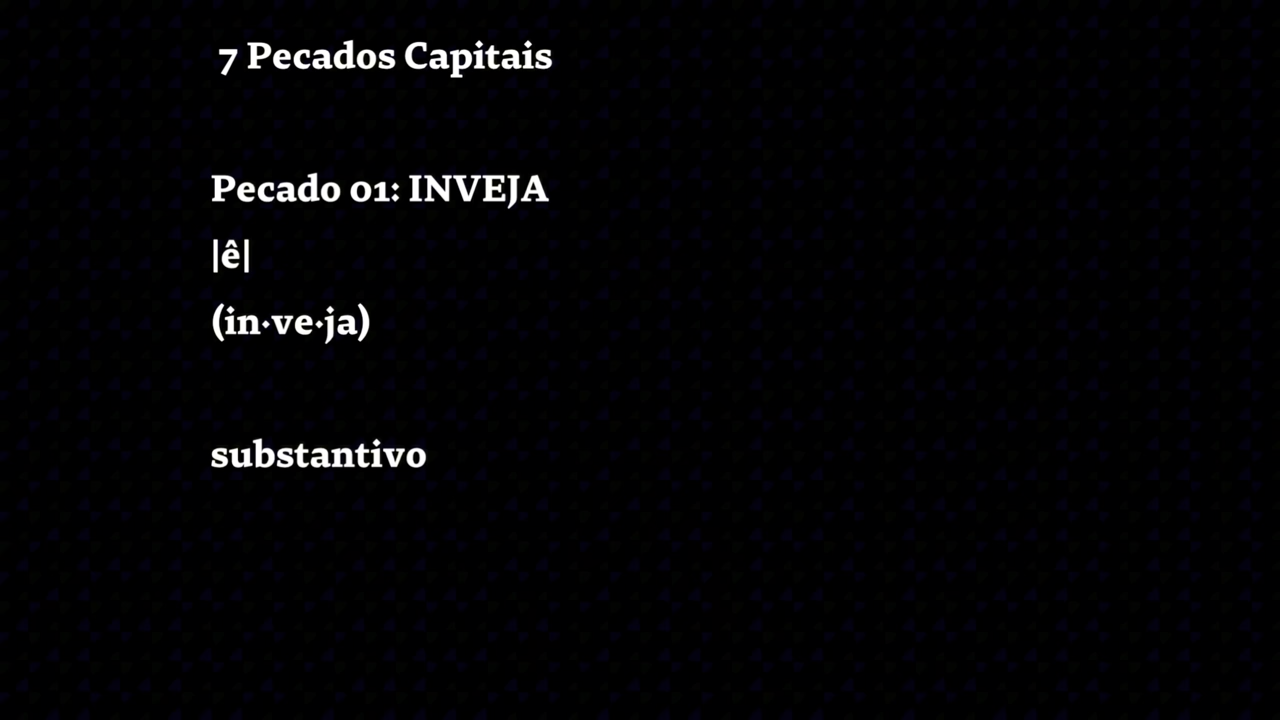 7 Pecados Capitais
Pecado 01: INVEJA
|ê|
(in·ve·ja)
substantivo